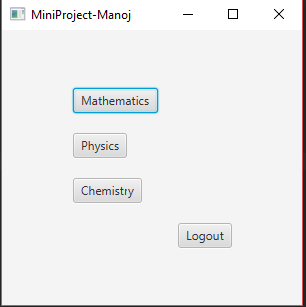 MiniProject-Manoj
Mathematics
Physics
Chemistry
Logout